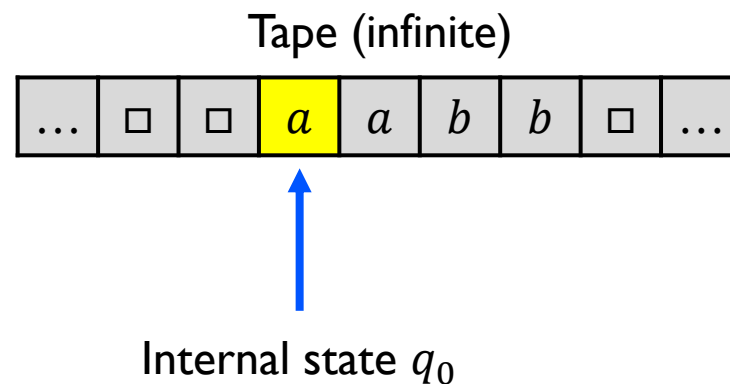 Tape (infinite)
… □ □ a a b b □ …
Internal state q₀